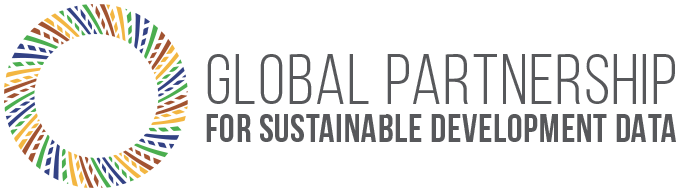 GLOBAL PARTNERSHIP
FOR SUSTAINABLE DEVELOPMENT DATA